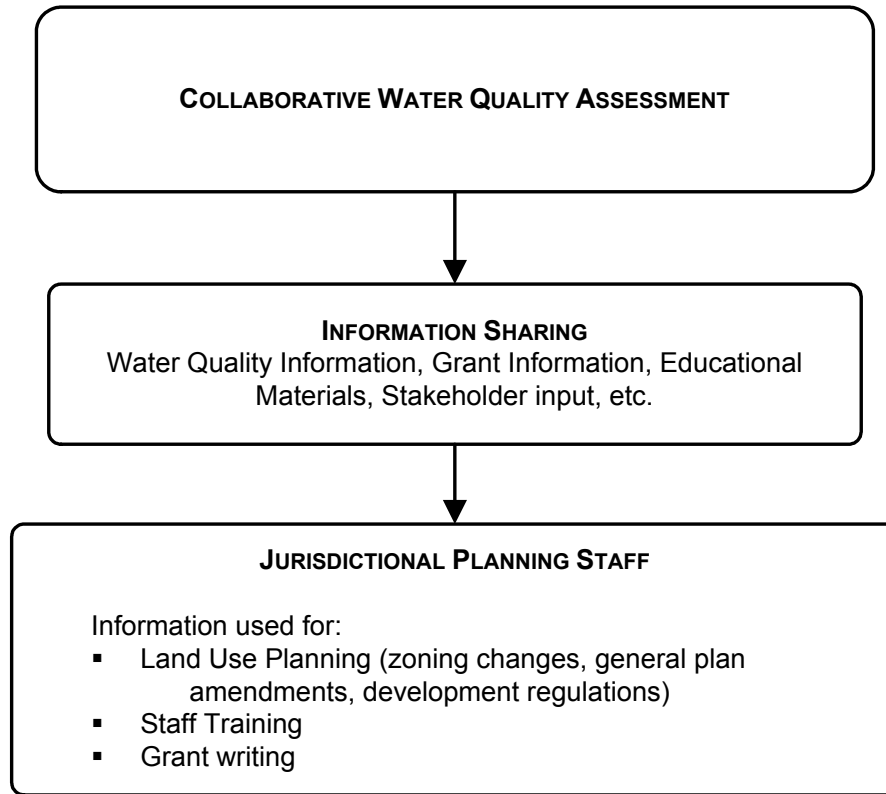 COLLABORATIVE WATER QUALITY ASSESSMENT
INFORMATION SHARING
Water Quality Information, Grant Information, Educational
Materials, Stakeholder input, etc.
JURISDICTIONAL PLANNING STAFF
Information used for:
▪ Land Use Planning (zoning changes, general plan
amendments, development regulations)
▪ Staff Training
▪ Grant writing